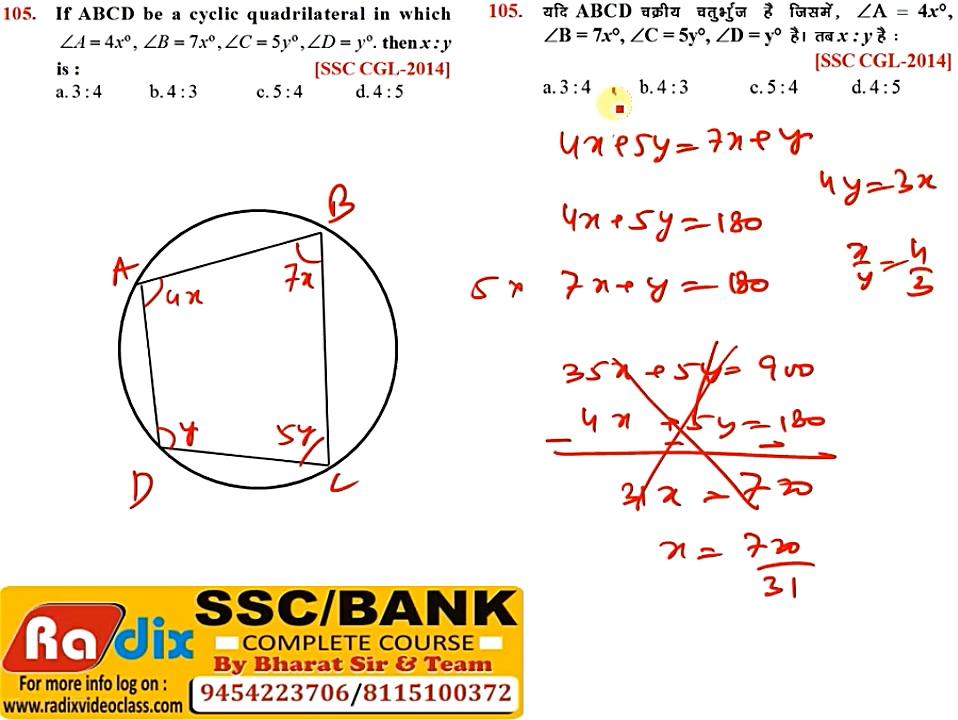 105. If ABCD be a cyclic quadrilateral in which
∠A = 4x°, ∠B = 7x°, ∠C = 5y°, ∠D = y°. then x : y
is : [SSC CGL-2014]
a. 3 : 4 b. 4 : 3 c. 5 : 4 d. 4 : 5
105. यदि ABCD चक्रीय चतुर्भुज है जिसमें, ∠A = 4x°,
∠B = 7x°, ∠C = 5y°, ∠D = y° है। तब x : y है :
[SSC CGL-2014]
a. 3 : 4 b. 4 : 3 c. 5 : 4 d. 4 : 5
4x + 5y = 7x + y
4y = 3x
4x + 5y = 180
x/y = 4/3
5 × 7x + y = 180
35x + 5y = 900
4x + 5y = 180
31x = 720
x = 720/31
A
B
C
D
4x
7x
y
5y
Radix
For more info log on :
www.radixvideoclass.com
SSC/BANK
COMPLETE COURSE
By Bharat Sir & Team
9454223706/8115100372